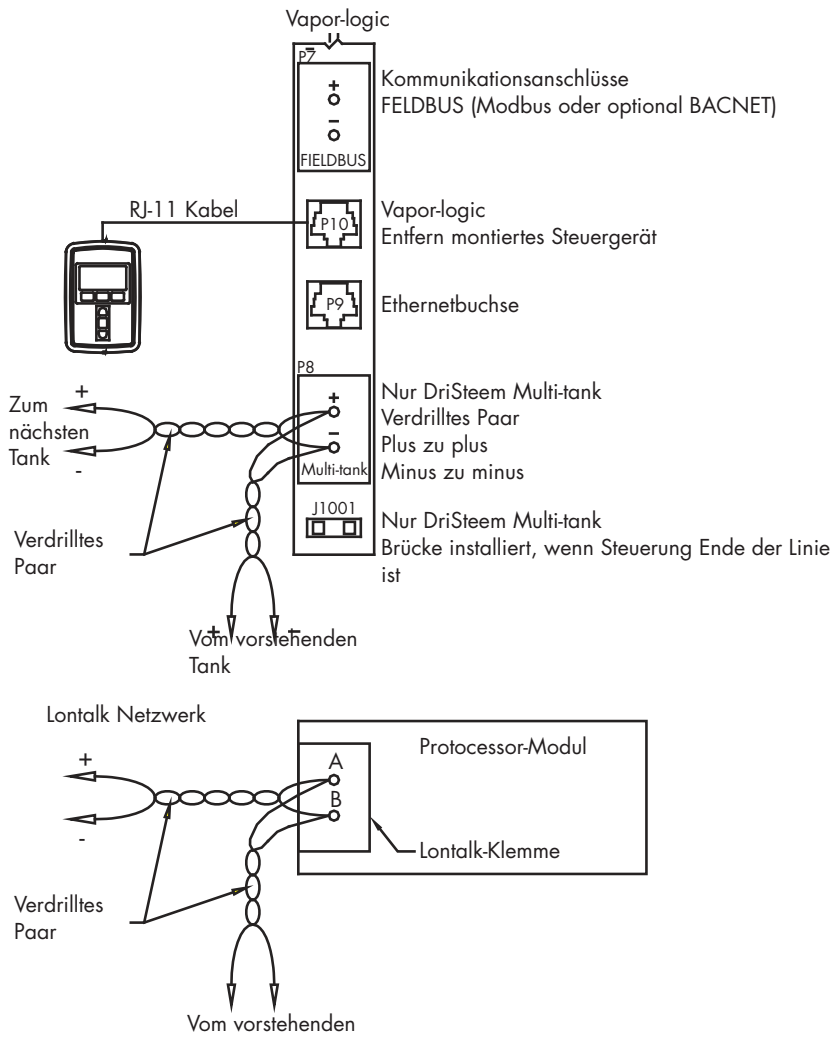 Vapor-logic
P7
+
Kommunikationsanschlüsse
FELDBUS (Modbus oder optional BACNET)
–
FIELDBUS
RJ-11 Kabel
P10
Vapor-logic
Entfern montiertes Steuergerät
P9
Ethernetbuchse
P8
+
–
Multi-tank
Nur DriSteem Multi-tank
Verdrilltes Paar
Plus zu plus
Minus zu minus
+
Zum
nächsten
Tank
-
J1001
Nur DriSteem Multi-tank
Brücke installiert, wenn Steuerung Ende der Linie
ist
Verdrilltes
Paar
+
–
Vom vorstehenden
Tank
Lontalk Netzwerk
+
-
A
B
Protocessor-Modul
Lontalk-Klemme
Verdrilltes
Paar
Vom vorstehenden